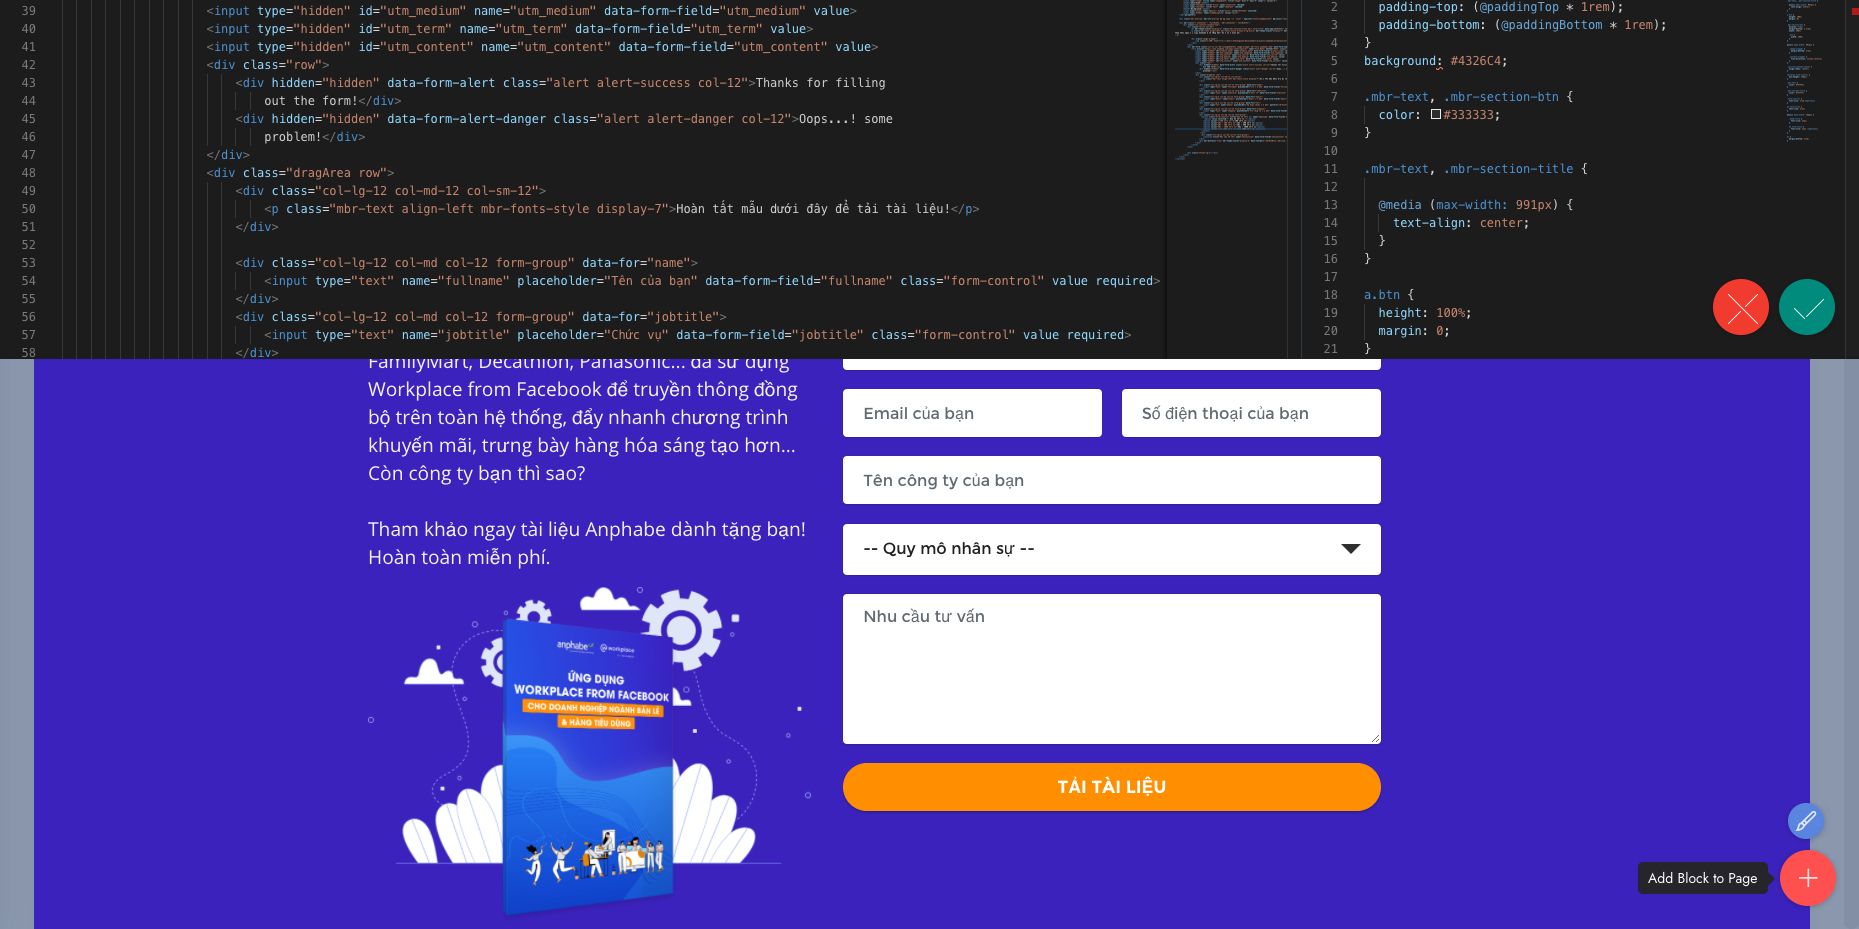 39 <input type="hidden" id="utm_medium" name="utm_medium" data-form-field="utm_medium" value>
40 <input type="hidden" id="utm_term" name="utm_term" data-form-field="utm_term" value>
41 <input type="hidden" id="utm_content" name="utm_content" data-form-field="utm_content" value>
42 <div class="row">
43 <div hidden="hidden" data-form-alert class="alert alert-success col-12">Thanks for filling
44 out the form!</div>
45 <div hidden="hidden" data-form-alert-danger class="alert alert-danger col-12">Oops...! some
46 problem!</div>
47 </div>
48 <div class="dragArea row">
49 <div class="col-lg-12 col-md-12 col-sm-12">
50 <p class="mbr-text align-left mbr-fonts-style display-7">Hoàn tất mẫu dưới đây để tải tài liệu!</p>
51 </div>
52
53 <div class="col-lg-12 col-md col-12 form-group" data-for="name">
54 <input type="text" name="fullname" placeholder="Tên của bạn" data-form-field="fullname" class="form-control" value required>
55 </div>
56 <div class="col-lg-12 col-md col-12 form-group" data-for="jobtitle">
57 <input type="text" name="jobtitle" placeholder="Chức vụ" data-form-field="jobtitle" class="form-control" value required>
58 </div>
2 padding-top: (@paddingTop * 1rem);
3 padding-bottom: (@paddingBottom * 1rem);
4 }
5 background: #4326C4;
6
7 .mbr-text, .mbr-section-btn {
8 color: #333333;
9 }
10
11 .mbr-text, .mbr-section-title {
12
13 @media (max-width: 991px) {
14 text-align: center;
15 }
16 }
17
18 a.btn {
19 height: 100%;
20 margin: 0;
21 }
FamilyMart, Decathlon, Panasonic... đã sử dụng
Workplace from Facebook để truyền thông đồng
bộ trên toàn hệ thống, đẩy nhanh chương trình
khuyến mãi, trưng bày hàng hóa sáng tạo hơn...
Còn công ty bạn thì sao?
Tham khảo ngay tài liệu Anphabe dành tặng bạn!
Hoàn toàn miễn phí.
anphabe workplace
ỨNG DỤNG
WORKPLACE FROM FACEBOOK
CHO DOANH NGHIỆP NGÀNH BÁN LẺ
& HÀNG TIÊU DÙNG
Email của bạn
Số điện thoại của bạn
Tên công ty của bạn
-- Quy mô nhân sự --
Nhu cầu tư vấn
TẢI TÀI LIỆU
Add Block to Page